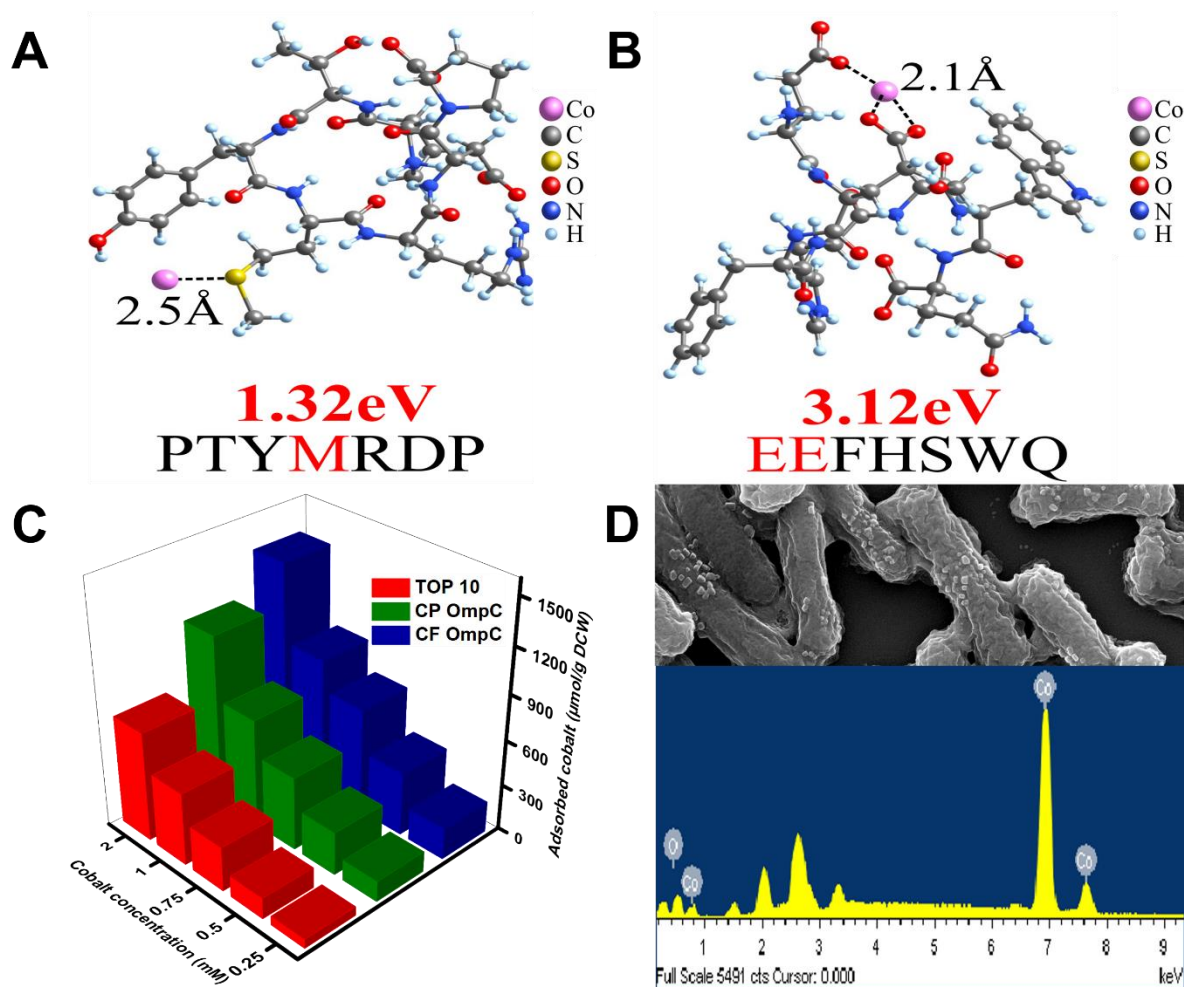 A
2.5Å
Co
C
S
O
N
H
1.32eV
PTYMRDP
B
2.1Å
Co
C
S
O
N
H
3.12eV
EEFHSWQ
C
TOP 10
CP OmpC
CF OmpC
1500
1200
900
600
300
0
Adsorbed cobalt (μmol/g DCW)
2
1
0.75
0.5
0.25
Cobalt concentration (mM)
D
Co
O
Co
Co
1 2 3 4 5 6 7 8 9
Full Scale 5491 cts Cursor: 0.000 keV